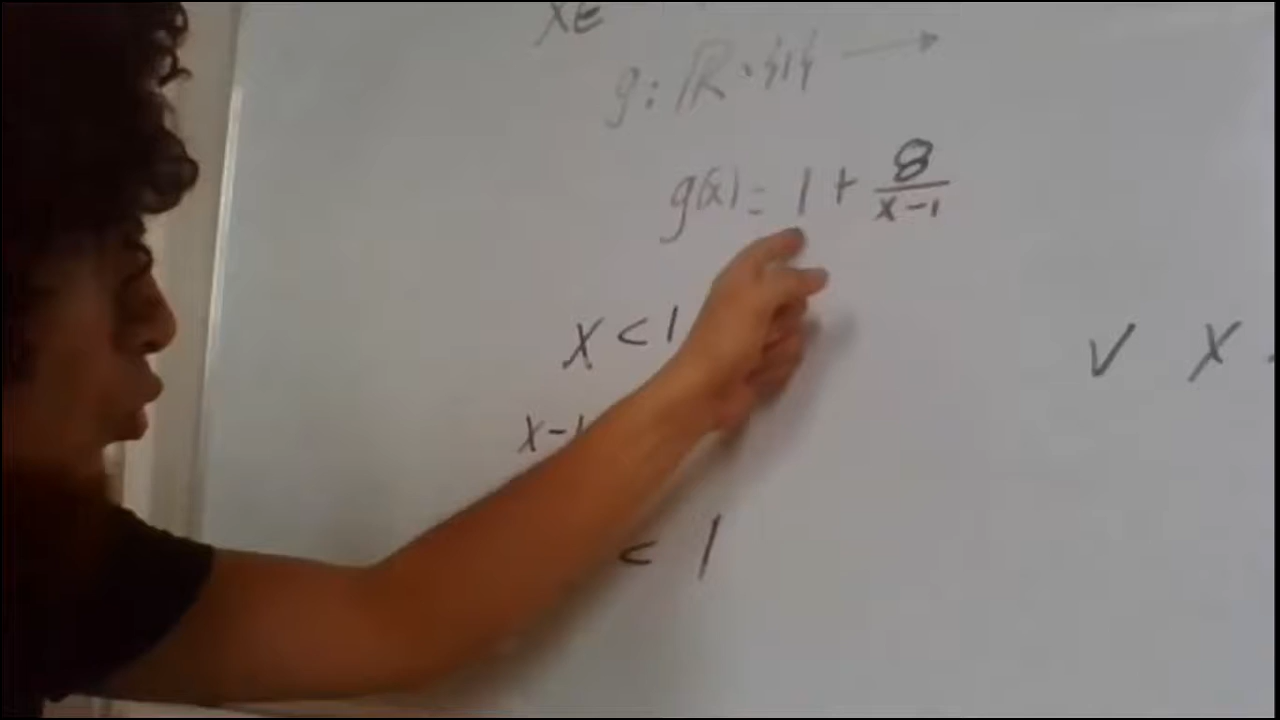 x ∈
g: ℝ \ {1} →
g(x) = 1 + 8/(x-1)
x < 1 ∨ x
x-1
< 1